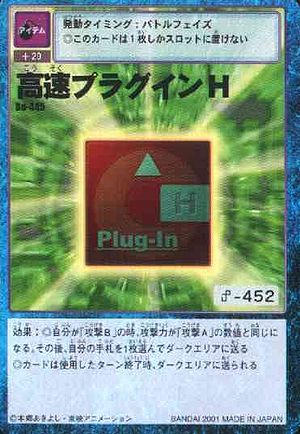 発動タイミング：バトルフェイズ
◎このカードは1枚しかスロットに置けない
アイテム
+20
こうそく
高速プラグインH
Bo-449
H
Plug-In
-452
効果：◎自分が「攻撃B」の時、攻撃力が「攻撃A」の数値と同じに
なる。その後、自分の手札を1枚選んでダークエリアに送る
◎カードは使用したターン終了時、ダークエリアに送られる
©本郷あきよし・東映アニメーション
BANDAI 2001 MADE IN JAPAN